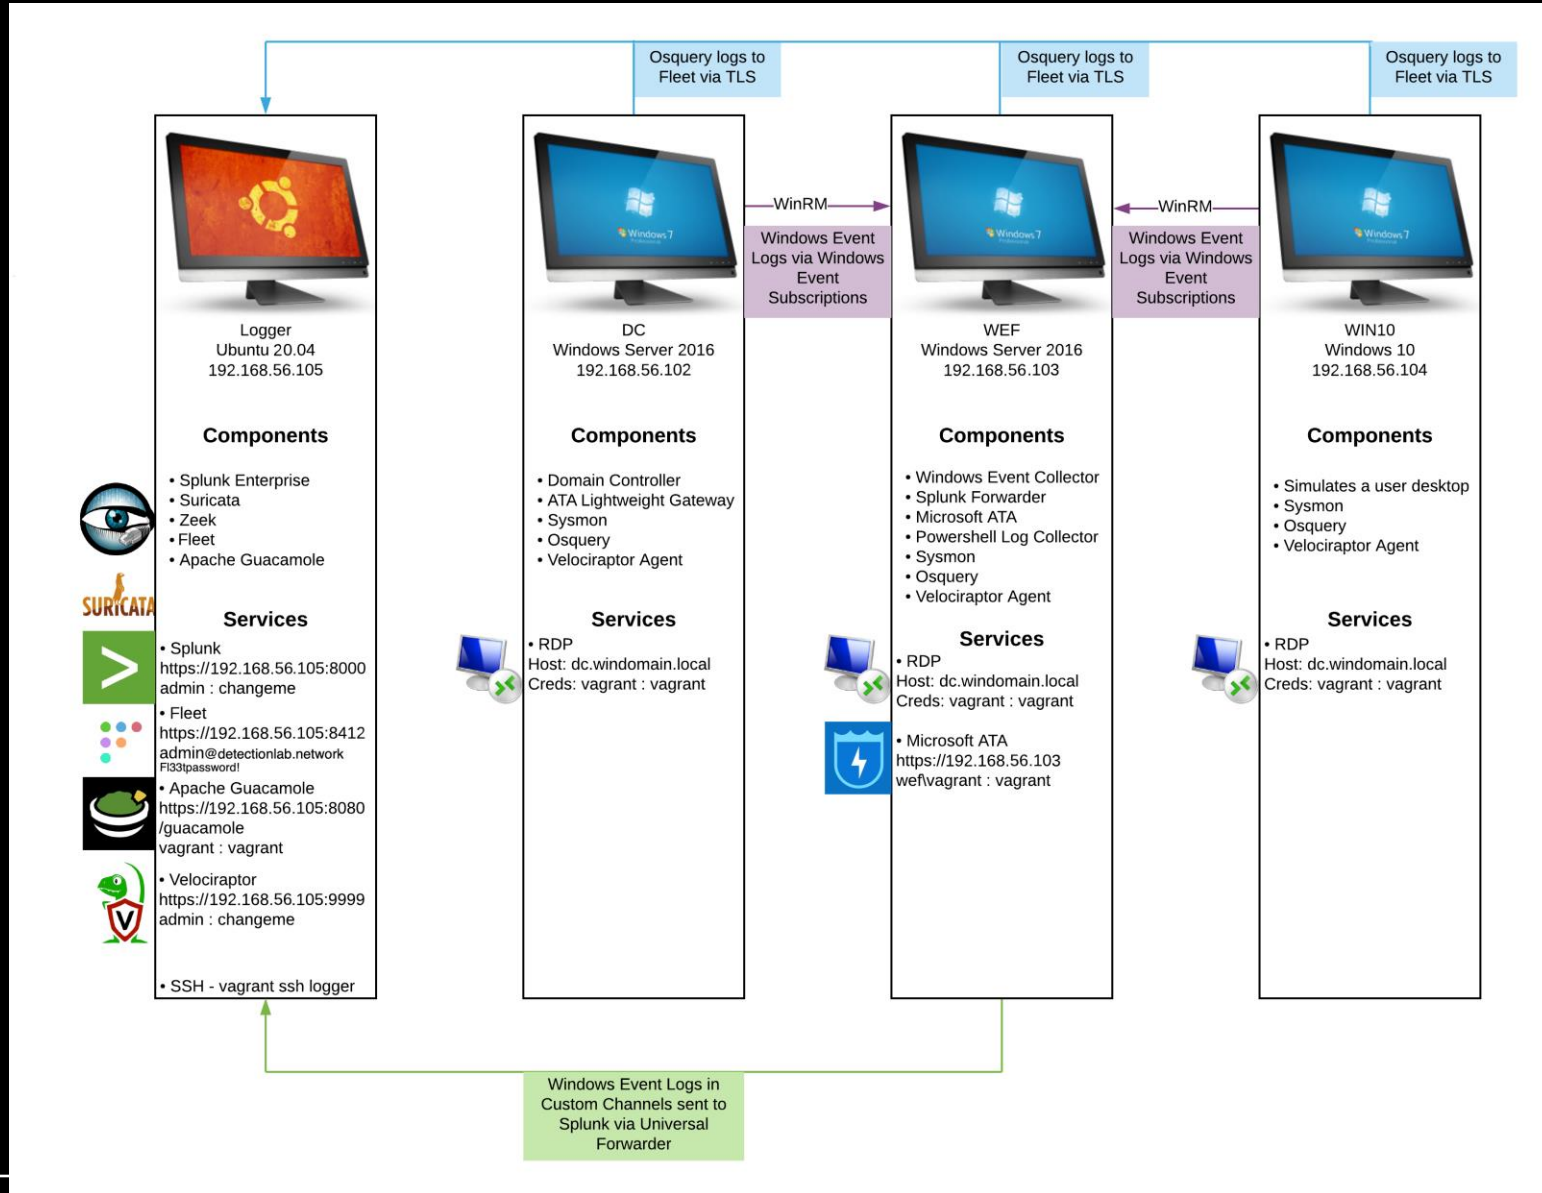 Osquery logs to
Fleet via TLS
Osquery logs to
Fleet via TLS
Osquery logs to
Fleet via TLS
Windows 7
Professional
Windows 7
Professional
Windows 7
Professional
WinRM
Windows Event
Logs via Windows
Event
Subscriptions
WinRM
Windows Event
Logs via Windows
Event
Subscriptions
Logger
Ubuntu 20.04
192.168.56.105
Components
• Splunk Enterprise
• Suricata
• Zeek
• Fleet
• Apache Guacamole
SURICATA
Services
• Splunk
https://192.168.56.105:8000
admin : changeme
• Fleet
https://192.168.56.105:8412
admin@detectionlab.network
Fl33tpassword!
• Apache Guacamole
https://192.168.56.105:8080
/guacamole
vagrant : vagrant
• Velociraptor
https://192.168.56.105:9999
admin : changeme
V
• SSH - vagrant ssh logger
DC
Windows Server 2016
192.168.56.102
Components
• Domain Controller
• ATA Lightweight Gateway
• Sysmon
• Osquery
• Velociraptor Agent
Services
• RDP
Host: dc.windomain.local
Creds: vagrant : vagrant
WEF
Windows Server 2016
192.168.56.103
Components
• Windows Event Collector
• Splunk Forwarder
• Microsoft ATA
• Powershell Log Collector
• Sysmon
• Osquery
• Velociraptor Agent
Services
• RDP
Host: dc.windomain.local
Creds: vagrant : vagrant
• Microsoft ATA
https://192.168.56.103
wef\vagrant : vagrant
WIN10
Windows 10
192.168.56.104
Components
• Simulates a user desktop
• Sysmon
• Osquery
• Velociraptor Agent
Services
• RDP
Host: dc.windomain.local
Creds: vagrant : vagrant
Windows Event Logs in
Custom Channels sent to
Splunk via Universal
Forwarder